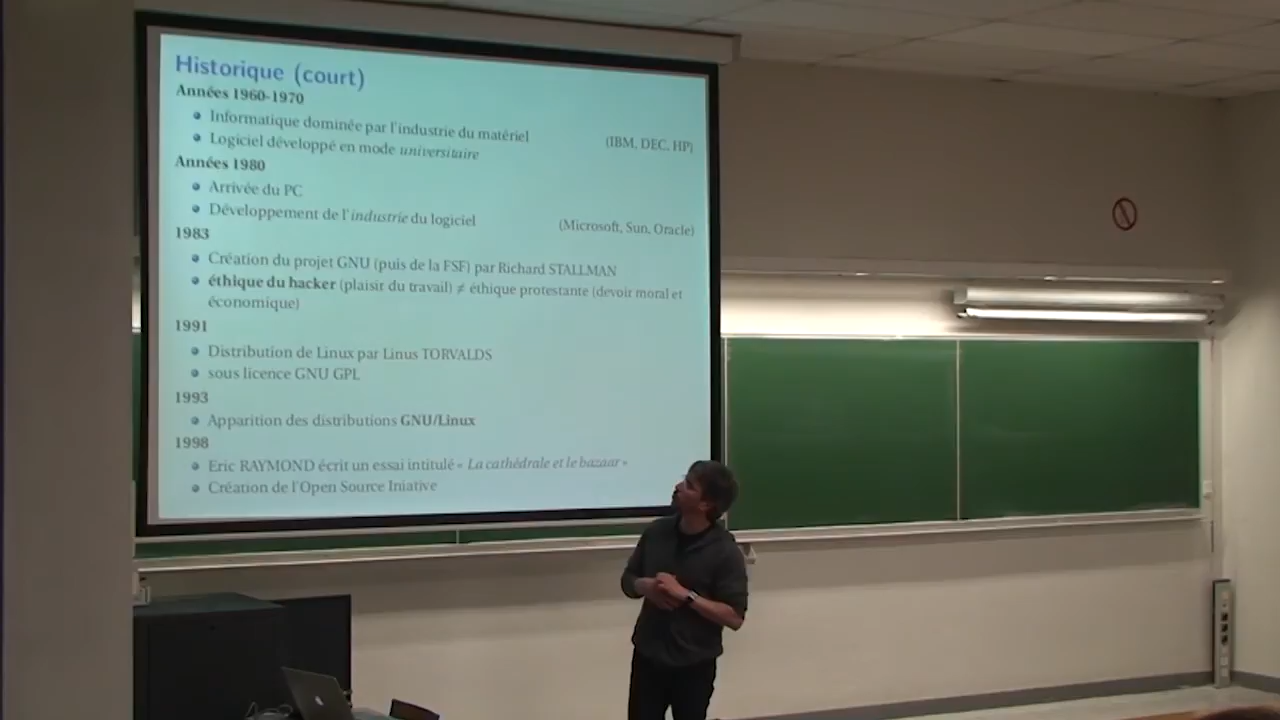 Historique (court)
Années 1960-1970
Informatique dominée par l'industrie du matériel (IBM, DEC, HP)
Logiciel développé en mode universitaire
Années 1980
Arrivée du PC
Développement de l'industrie du logiciel (Microsoft, Sun, Oracle)
1983
Création du projet GNU (puis de la FSF) par Richard STALLMAN
éthique du hacker (plaisir du travail) ≠ éthique protestante (devoir moral et
économique)
1991
Distribution de Linux par Linus TORVALDS
sous licence GNU GPL
1993
Apparition des distributions GNU/Linux
1998
Eric RAYMOND écrit un essai intitulé « La cathédrale et le bazaar »
Création de l'Open Source Iniative